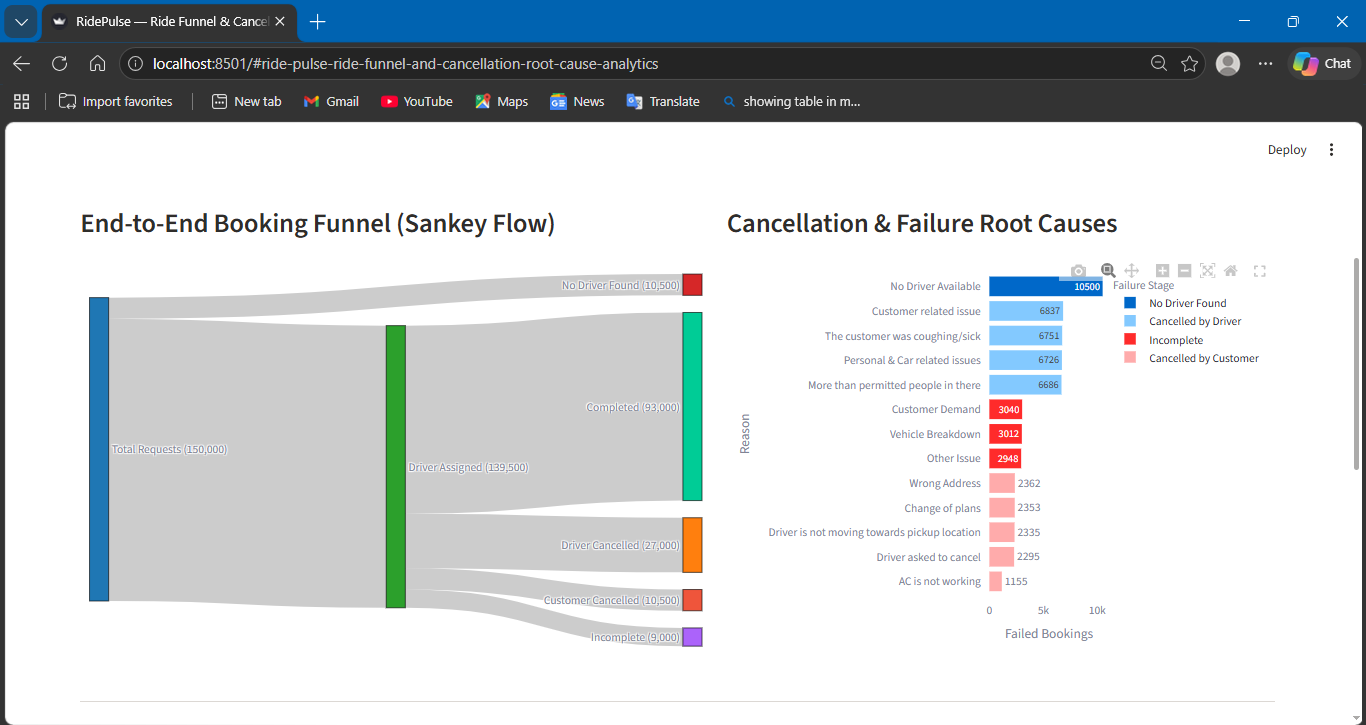 RidePulse — Ride Funnel & Cance
localhost:8501/#ride-pulse-ride-funnel-and-cancellation-root-cause-analytics
Chat
Import favorites
New tab
Gmail
YouTube
Maps
News
Translate
showing table in m...
Deploy
End-to-End Booking Funnel (Sankey Flow)
No Driver Found (10,500)
Completed (93,000)
Total Requests (150,000)
Driver Assigned (139,500)
Driver Cancelled (27,000)
Customer Cancelled (10,500)
Incomplete (9,000)
Cancellation & Failure Root Causes
Reason
No Driver Available 10500
Customer related issue 6837
The customer was coughing/sick 6751
Personal & Car related issues 6726
More than permitted people in there 6686
Customer Demand 3040
Vehicle Breakdown 3012
Other Issue 2948
Wrong Address 2362
Change of plans 2353
Driver is not moving towards pickup location 2335
Driver asked to cancel 2295
AC is not working 1155
0 5k 10k
Failed Bookings
Failure Stage
No Driver Found
Cancelled by Driver
Incomplete
Cancelled by Customer